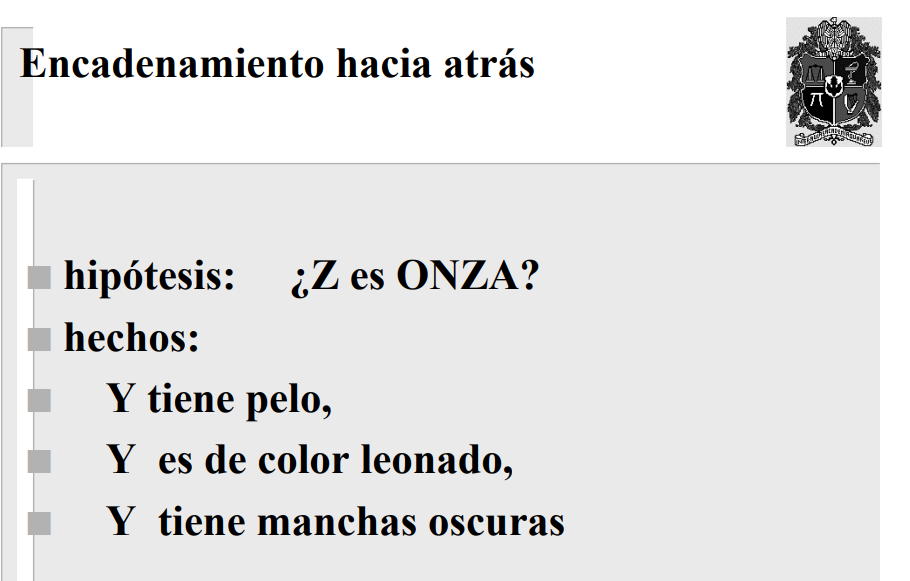 Encadenamiento hacia atrás
hipótesis: ¿Z es ONZA?
hechos:
Y tiene pelo,
Y es de color leonado,
Y tiene manchas oscuras